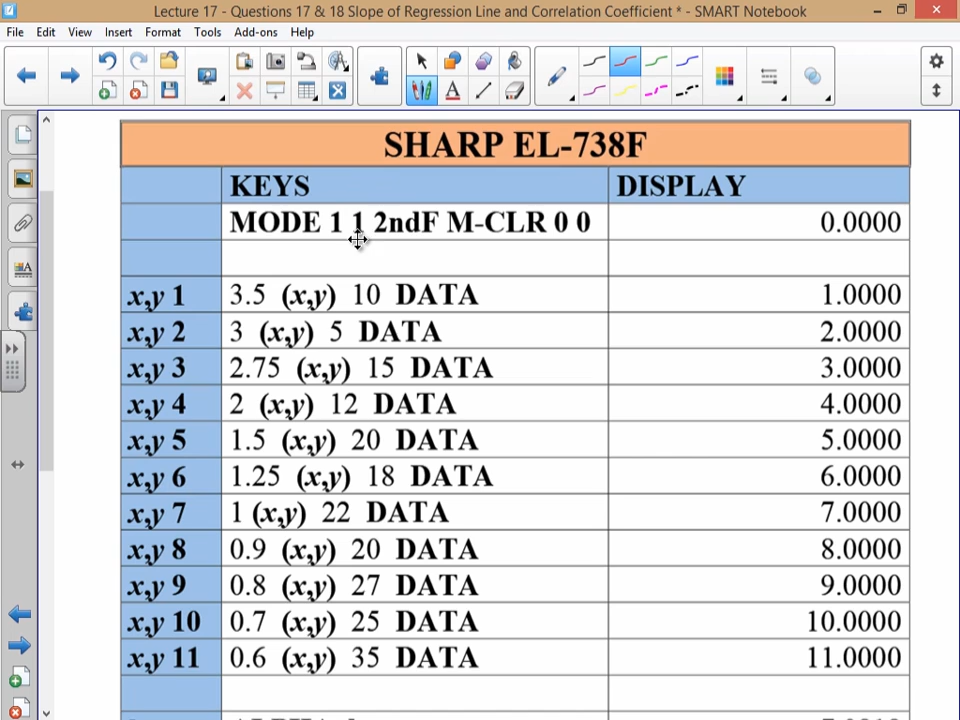 Lecture 17 - Questions 17 & 18 Slope of Regression Line and Correlation Coefficient * - SMART Notebook
File Edit View Insert Format Tools Add-ons Help
SHARP EL-738F
KEYS DISPLAY
MODE 1 1 2ndF M-CLR 0 0 0.0000
x,y 1 3.5 (x,y) 10 DATA 1.0000
x,y 2 3 (x,y) 5 DATA 2.0000
x,y 3 2.75 (x,y) 15 DATA 3.0000
x,y 4 2 (x,y) 12 DATA 4.0000
x,y 5 1.5 (x,y) 20 DATA 5.0000
x,y 6 1.25 (x,y) 18 DATA 6.0000
x,y 7 1 (x,y) 22 DATA 7.0000
x,y 8 0.9 (x,y) 20 DATA 8.0000
x,y 9 0.8 (x,y) 27 DATA 9.0000
x,y 10 0.7 (x,y) 25 DATA 10.0000
x,y 11 0.6 (x,y) 35 DATA 11.0000